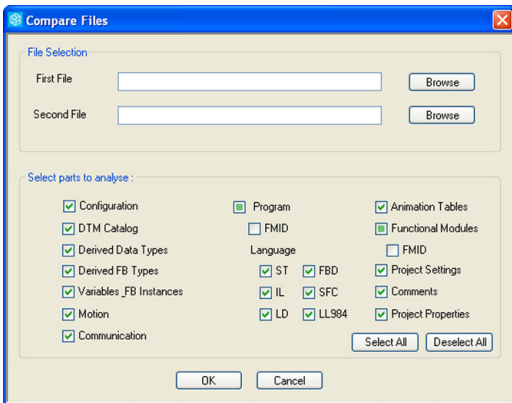 Compare Files
File Selection
First File
Browse
Second File
Browse
Select parts to analyse :
Configuration
Program
Animation Tables
DTM Catalog
FMID
Functional Modules
Derived Data Types
Language
FMID
Derived FB Types
ST
FBD
Project Settings
Variables_FB Instances
IL
SFC
Comments
Motion
LD
LL984
Project Properties
Communication
Select All
Deselect All
OK
Cancel